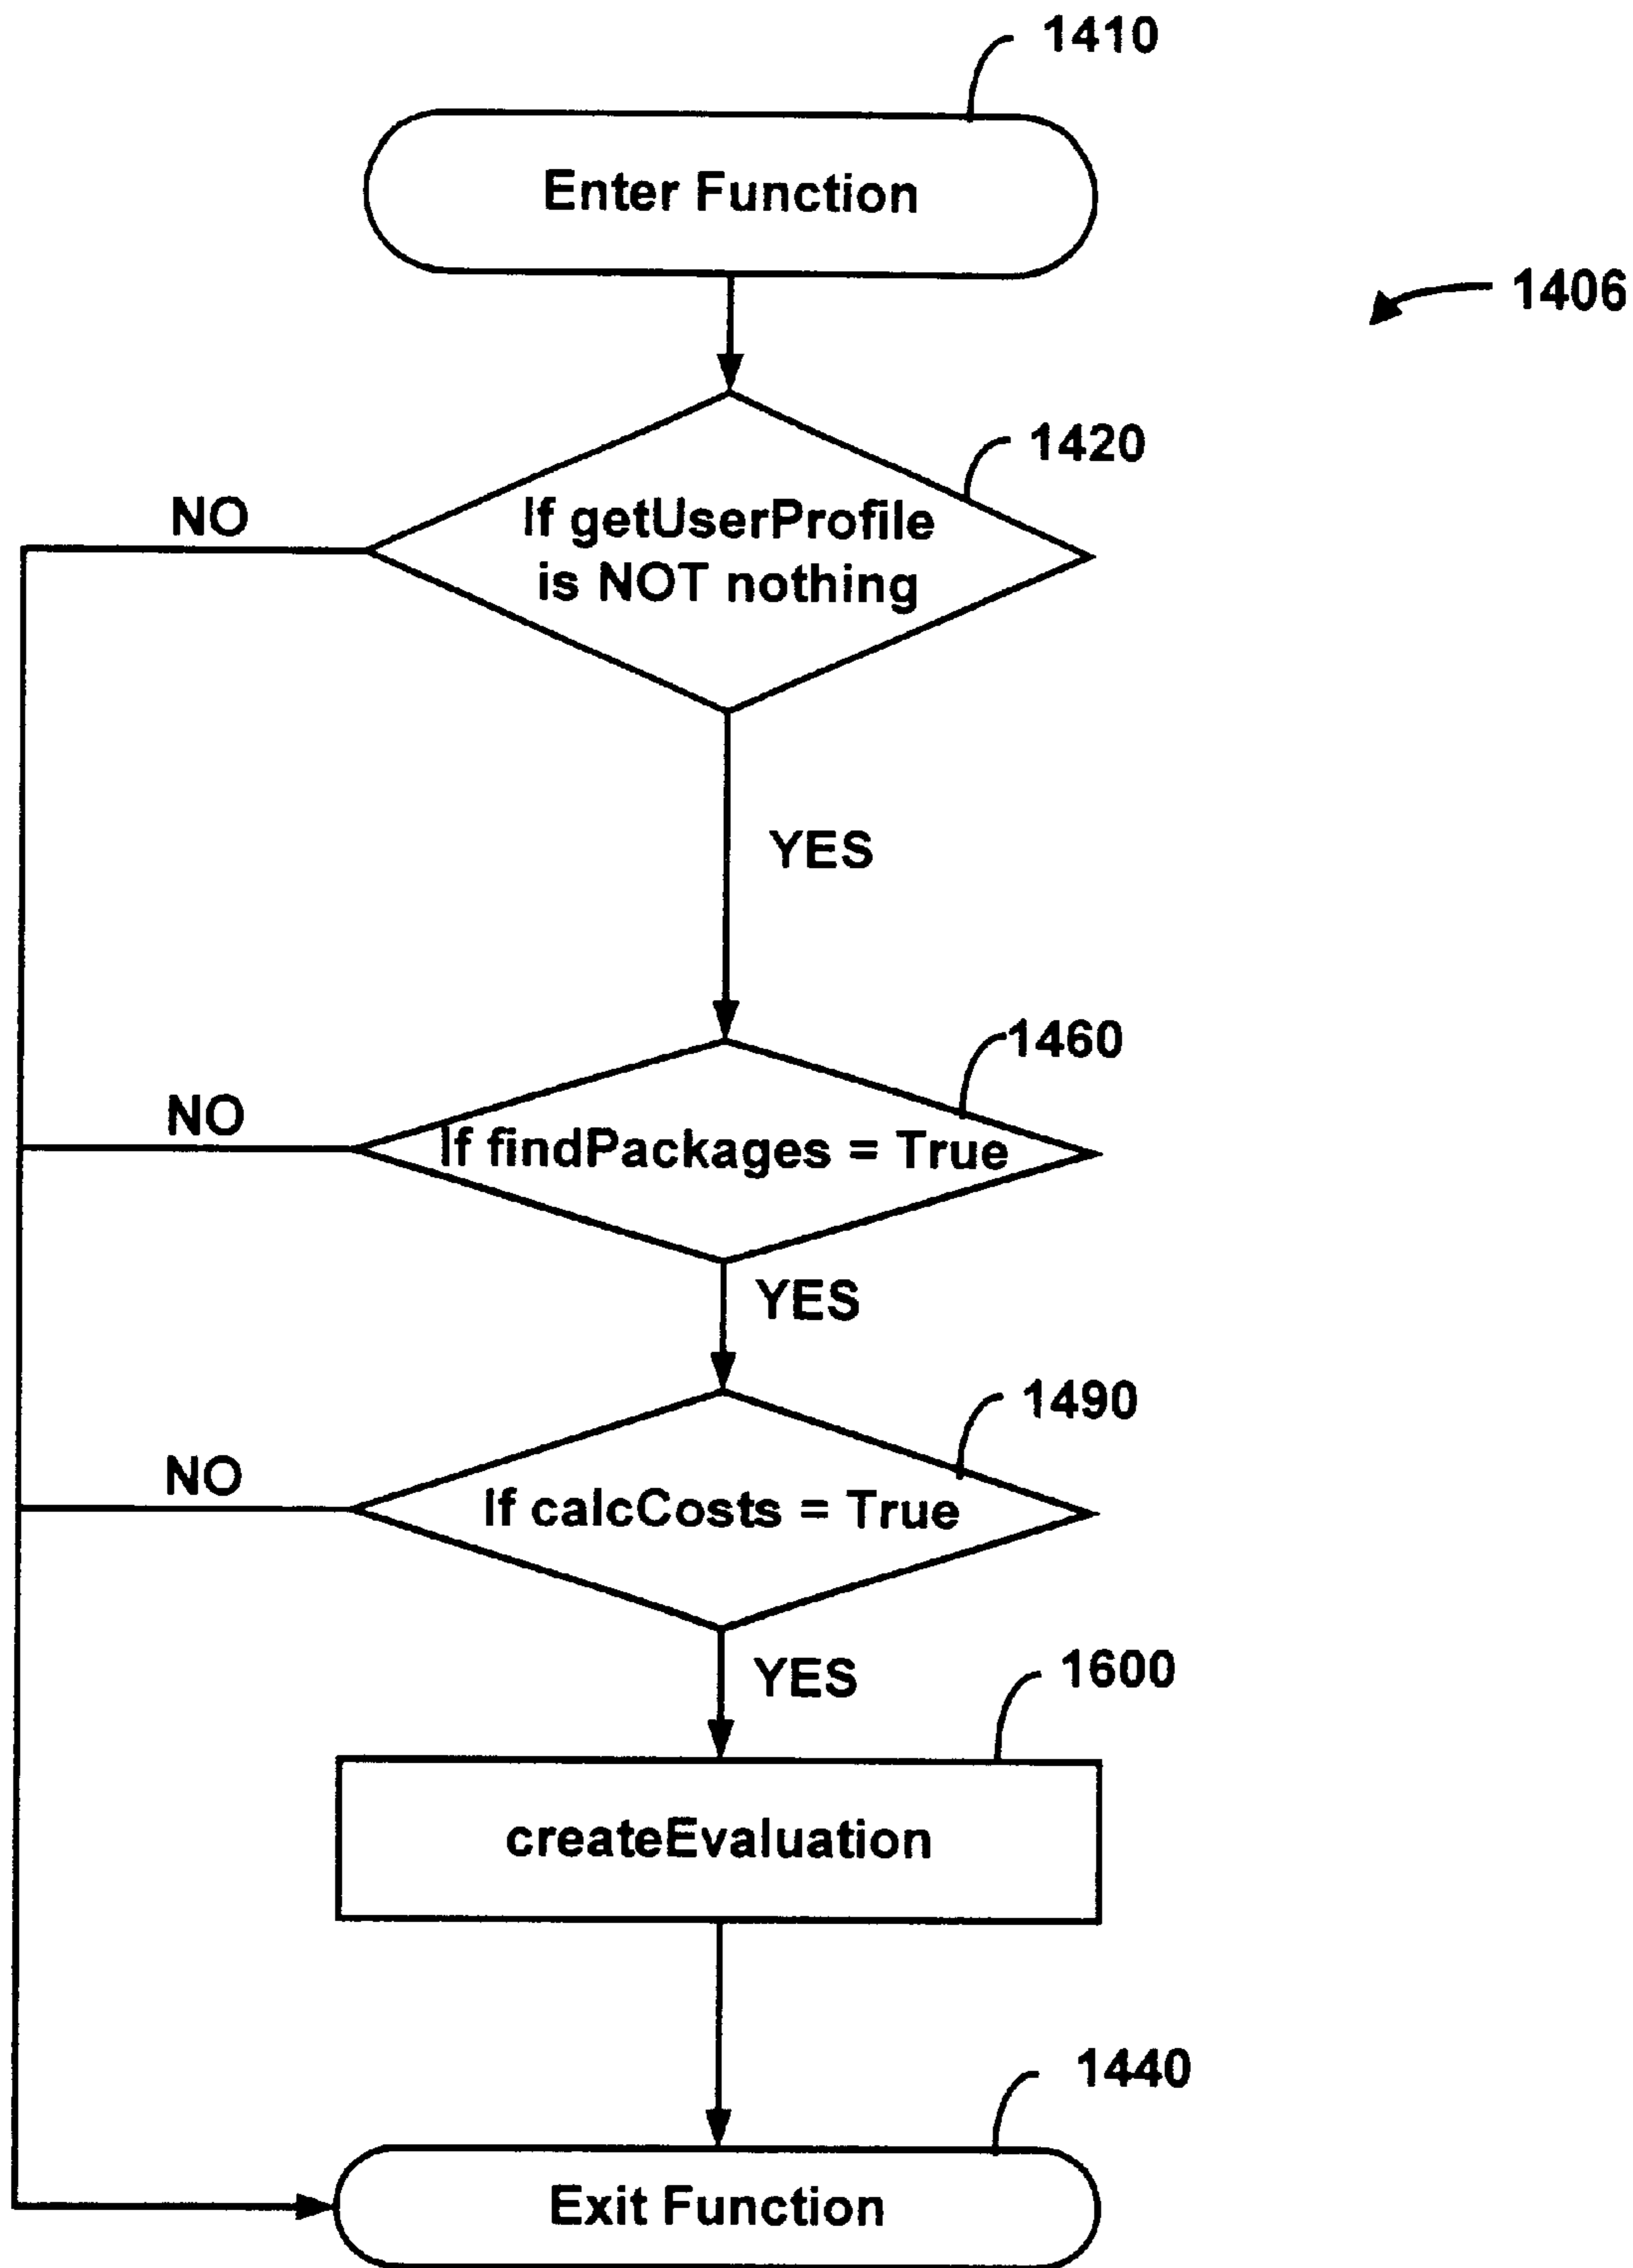 1410
Enter Function
1406
1420
NO
If getUserProfile
is NOT nothing
YES
1460
NO
If findPackages = True
YES
1490
NO
If calcCosts = True
YES
1600
createEvaluation
1440
Exit Function